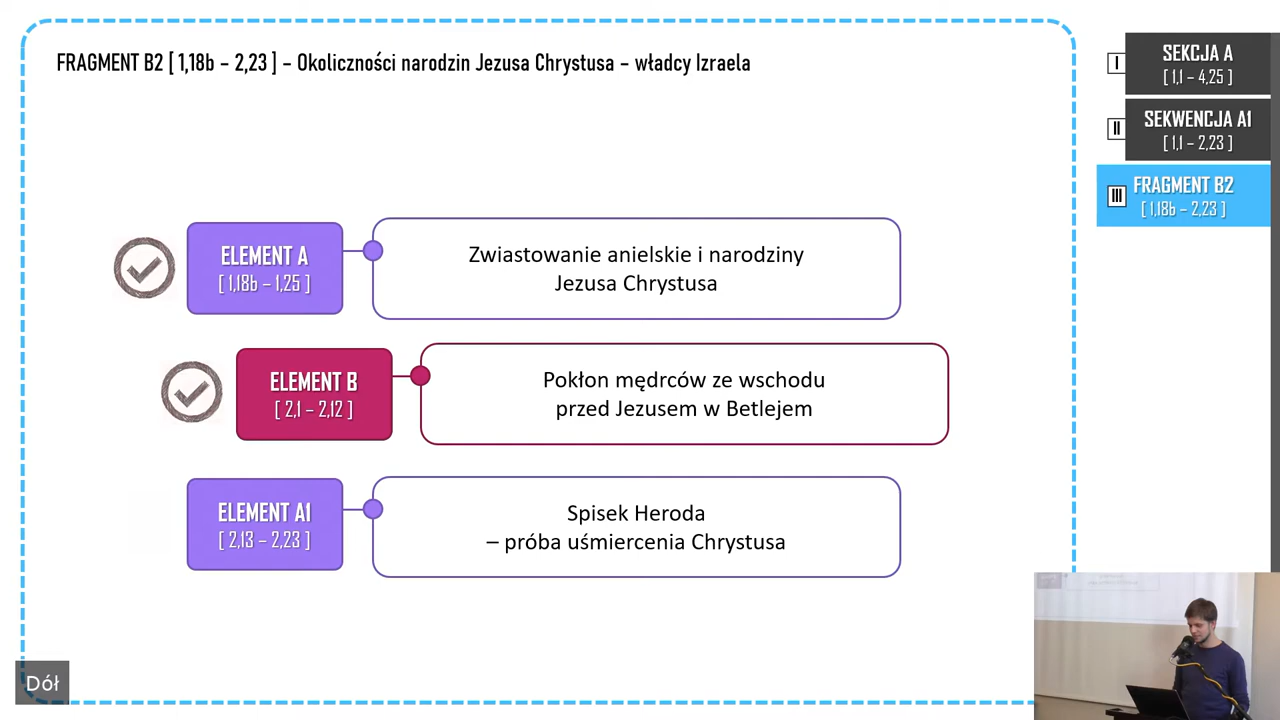 FRAGMENT B2 [ 1,18b – 2,23 ] – Okoliczności narodzin Jezusa Chrystusa – władcy Izraela
I
SEKCJA A
[ 1,1 – 4,25 ]
II
SEKWENCJA A1
[ 1,1 – 2,23 ]
III
FRAGMENT B2
[ 1,18b – 2,23 ]
ELEMENT A
[ 1,18b – 1,25 ]
Zwiastowanie anielskie i narodziny
Jezusa Chrystusa
ELEMENT B
[ 2,1 – 2,12 ]
Pokłon mędrców ze wschodu
przed Jezusem w Betlejem
ELEMENT A1
[ 2,13 – 2,23 ]
Spisek Heroda
– próba uśmiercenia Chrystusa
Dół